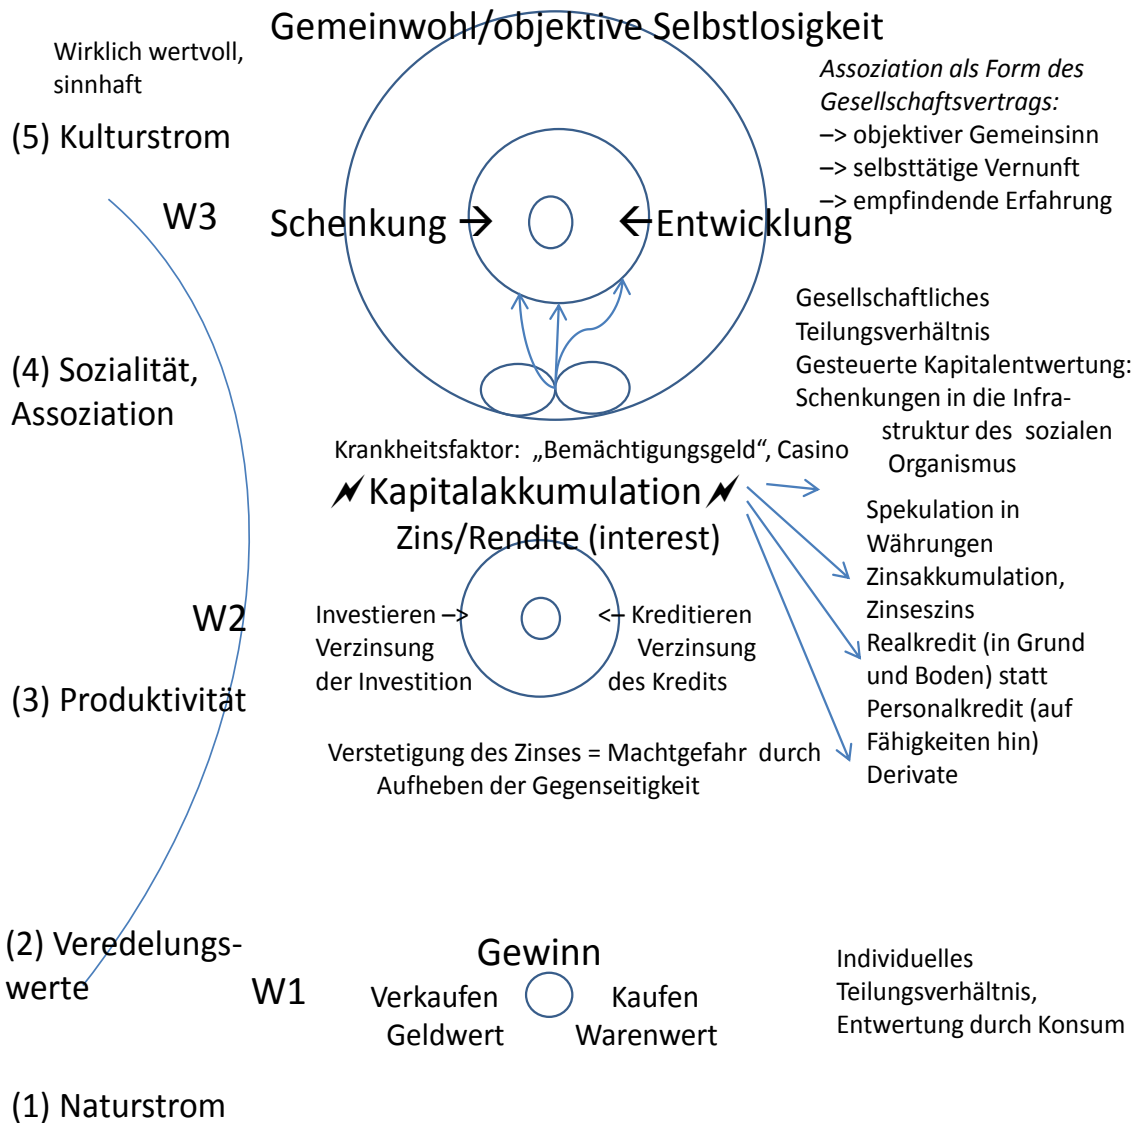 Gemeinwohl/objektive Selbstlosigkeit
Wirklich wertvoll,
sinnhaft
(5) Kulturstrom
Assoziation als Form des
Gesellschaftsvertrags:
–> objektiver Gemeinsinn
–> selbsttätige Vernunft
–> empfindende Erfahrung
W3
Schenkung →
← Entwicklung
(4) Sozialität,
Assoziation
Gesellschaftliches
Teilungsverhältnis
Gesteuerte Kapitalentwertung:
Schenkungen in die Infra-
struktur des sozialen
Organismus
Krankheitsfaktor: „Bemächtigungsgeld“, Casino
Kapitalakkumulation
Zins/Rendite (interest)
Spekulation in
Währungen
Zinsakkumulation,
Zinseszins
Realkredit (in Grund
und Boden) statt
Personalkredit (auf
Fähigkeiten hin)
Derivate
W2
Investieren –>
Verzinsung
der Investition
<– Kreditieren
Verzinsung
des Kredits
(3) Produktivität
Verstetigung des Zinses = Machtgefahr durch
Aufheben der Gegenseitigkeit
(2) Veredelungs-
werte
W1
Gewinn
Verkaufen
Geldwert
Kaufen
Warenwert
Individuelles
Teilungsverhältnis,
Entwertung durch Konsum
(1) Naturstrom